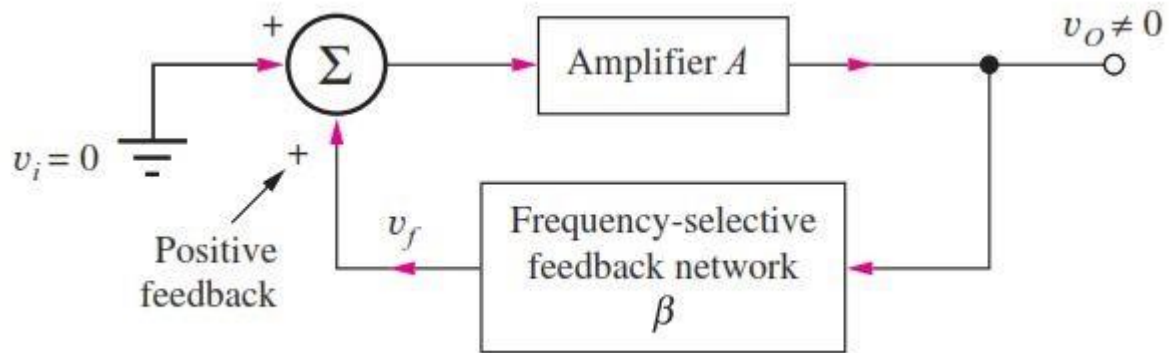 +
Σ
Amplifier A
v_O ≠ 0
v_i = 0
+
Positive
feedback
v_f
Frequency-selective
feedback network
β